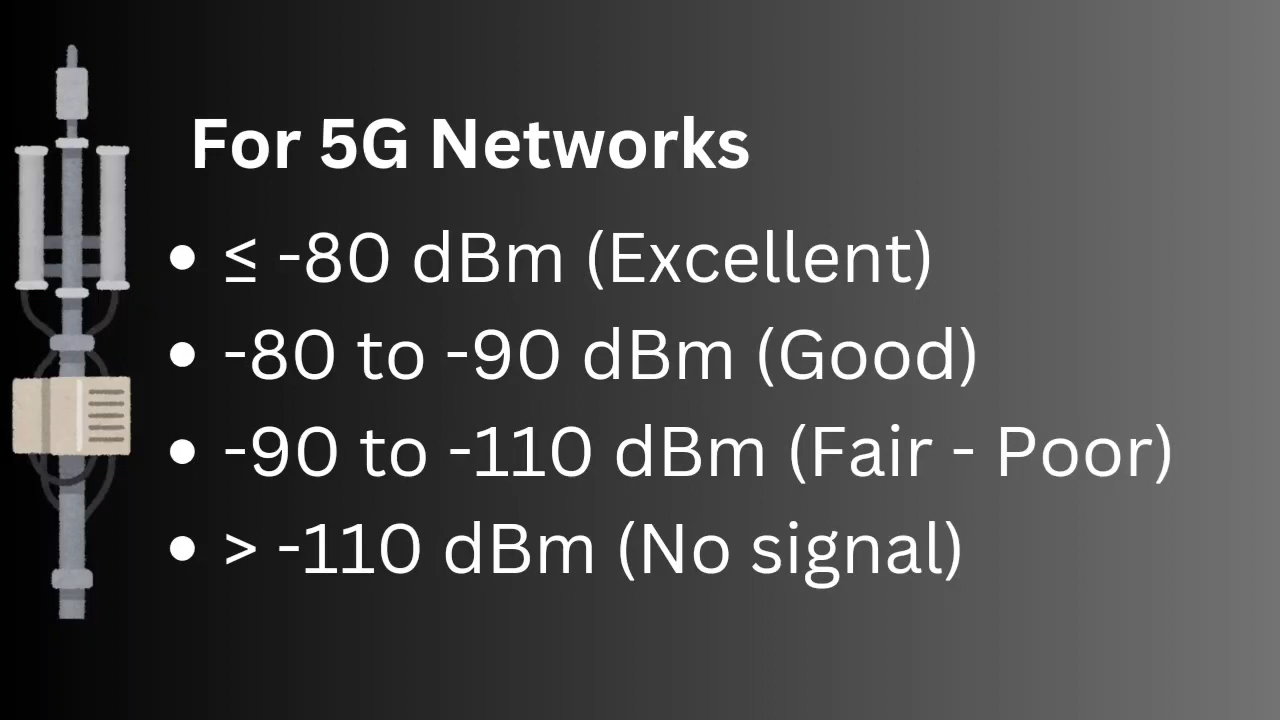 For 5G Networks
• ≤ -80 dBm (Excellent)
• -80 to -90 dBm (Good)
• -90 to -110 dBm (Fair - Poor)
• > -110 dBm (No signal)